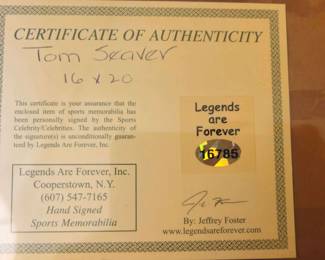 CERTIFICATE OF AUTHENTICITY
Tom Seaver
16 x 20
This certificate is your assurance that the
enclosed item of sports memorabilia has
been personally signed by the Sports
Celebrity/Celebrities. The authenticity of
the signature(s) is unconditionally guaran-
teed by Legends Are Forever, Inc.
Legends
are
Forever
16785
Legends Are Forever, Inc.
Cooperstown, N.Y.
(607) 547-7165
Hand Signed
Sports Memorabilia
By: Jeffrey Foster
www.legendsareforever.com